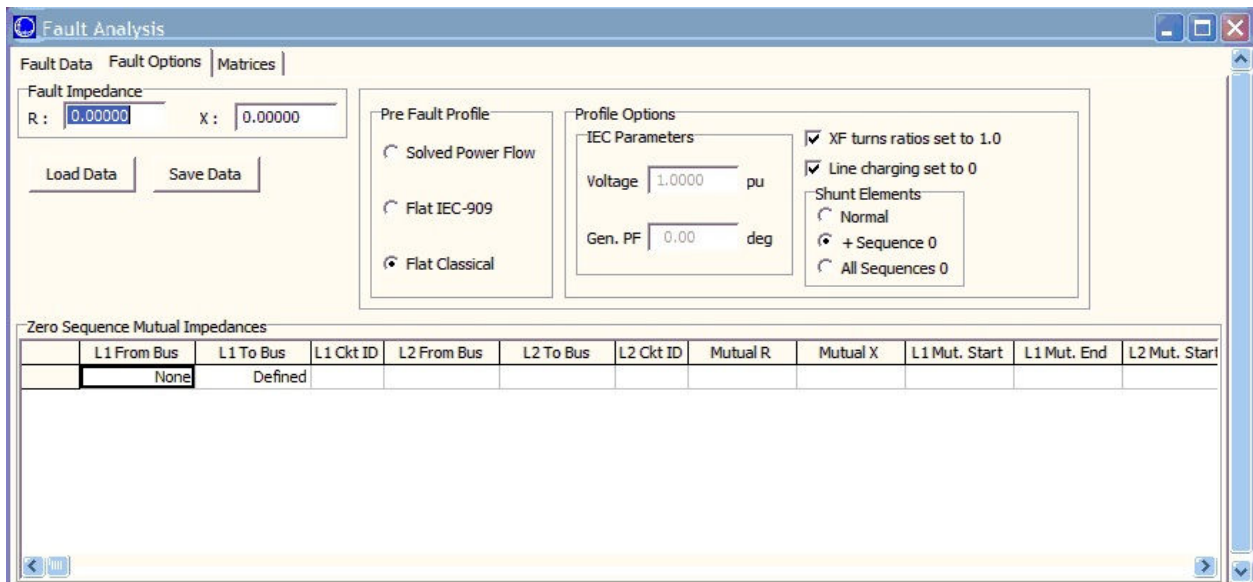 Fault Analysis
Fault Data Fault Options Matrices
Fault Impedance
R : 0.00000 X : 0.00000
Load Data Save Data
Pre Fault Profile
Solved Power Flow
Flat IEC-909
Flat Classical
Profile Options
IEC Parameters
Voltage 1.0000 pu
Gen. PF 0.00 deg
XF turns ratios set to 1.0
Line charging set to 0
Shunt Elements
Normal
+ Sequence 0
All Sequences 0
Zero Sequence Mutual Impedances
L1 From Bus L1 To Bus L1 Ckt ID L2 From Bus L2 To Bus L2 Ckt ID Mutual R Mutual X L1 Mut. Start L1 Mut. End L2 Mut. Start
None Defined